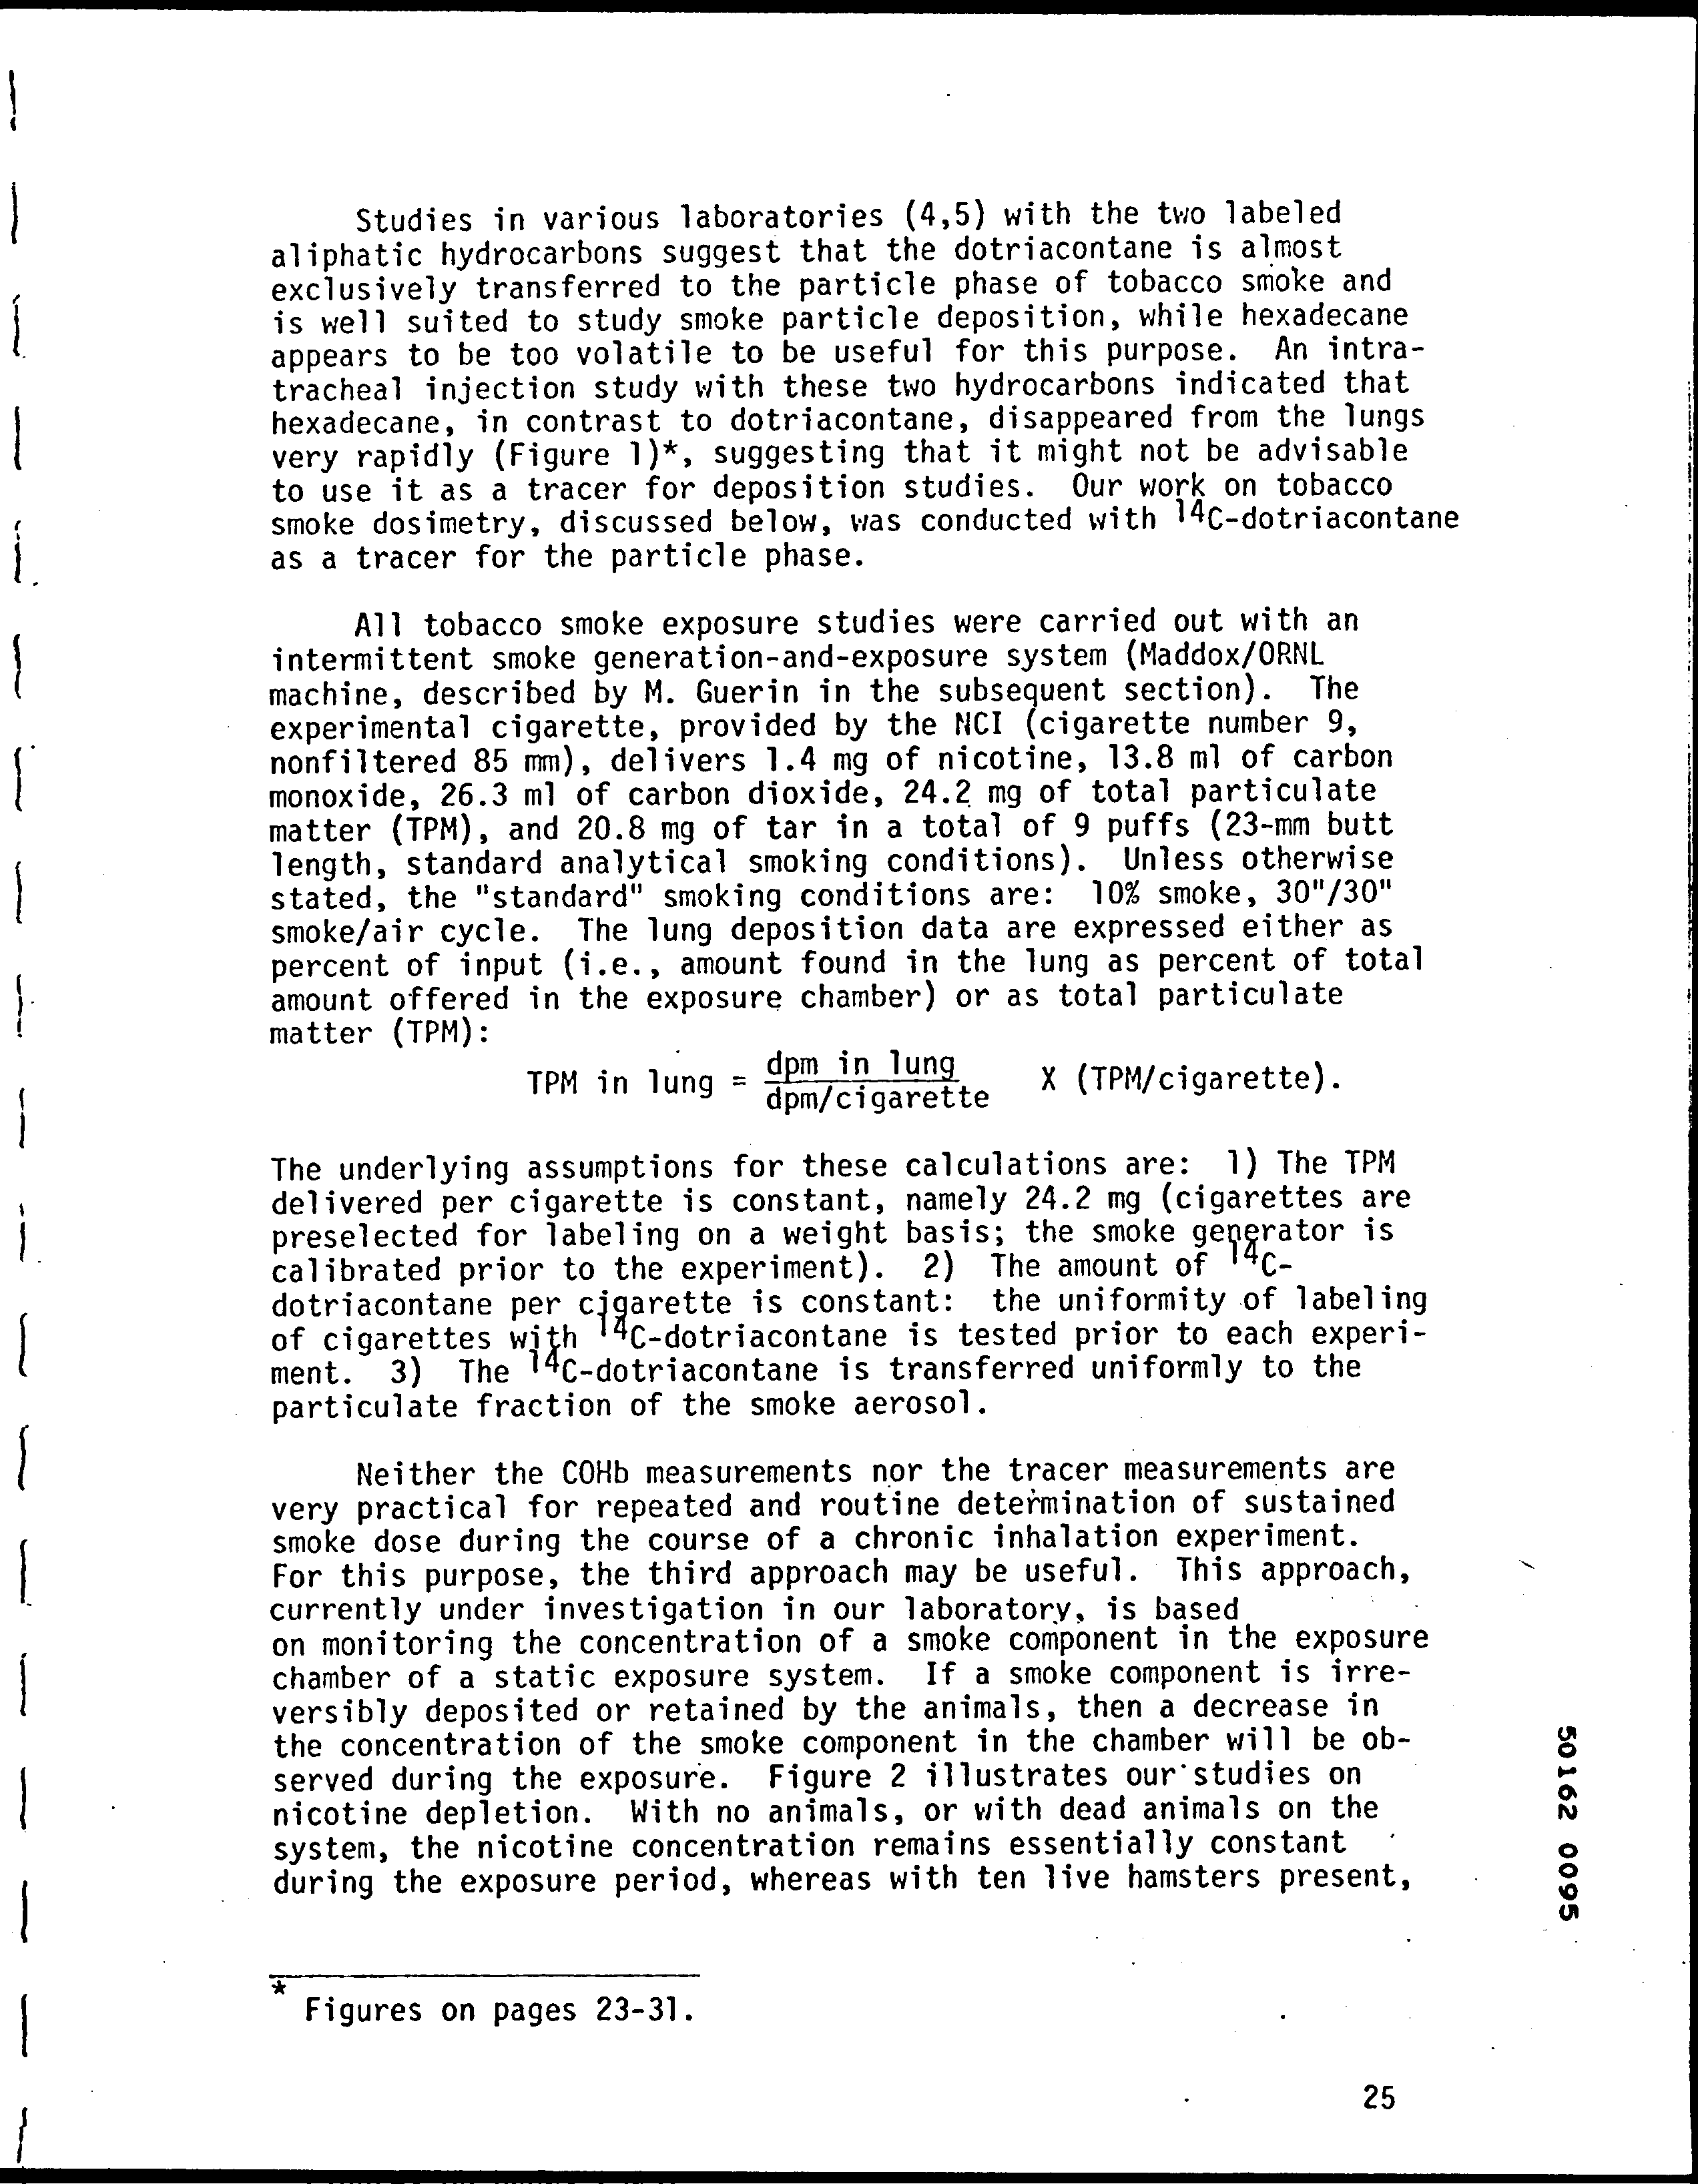 Studies in various laboratories (4,5) with the two labeled
aliphatic hydrocarbons suggest that the dotriacontane is almost
exclusively transferred to the particle phase of tobacco smoke and
is well suited to study smoke particle deposition, while hexadecane
appears to be too volatile to be useful for this purpose. An intra-
tracheal injection study with these two hydrocarbons indicated that
hexadecane, in contrast to dotriacontane, disappeared from the lungs
very rapidly (Figure 1)*, suggesting that it might not be advisable
to use it as a tracer for deposition studies. Our work on tobacco
smoke dosimetry, discussed below, was conducted with ¹⁴C-dotriacontane
as a tracer for the particle phase.
All tobacco smoke exposure studies were carried out with an
intermittent smoke generation-and-exposure system (Maddox/ORNL
machine, described by M. Guerin in the subsequent section). The
experimental cigarette, provided by the NCI (cigarette number 9,
nonfiltered 85 mm), delivers 1.4 mg of nicotine, 13.8 ml of carbon
monoxide, 26.3 ml of carbon dioxide, 24.2 mg of total particulate
matter (TPM), and 20.8 mg of tar in a total of 9 puffs (23-mm butt
length, standard analytical smoking conditions). Unless otherwise
stated, the "standard" smoking conditions are: 10% smoke, 30"/30"
smoke/air cycle. The lung deposition data are expressed either as
percent of input (i.e., amount found in the lung as percent of total
amount offered in the exposure chamber) or as total particulate
matter (TPM):
TPM in lung = dpm in lung / dpm/cigarette X (TPM/cigarette).
The underlying assumptions for these calculations are: 1) The TPM
delivered per cigarette is constant, namely 24.2 mg (cigarettes are
preselected for labeling on a weight basis; the smoke generator is
calibrated prior to the experiment). 2) The amount of ¹⁴C-
dotriacontane per cigarette is constant: the uniformity of labeling
of cigarettes with ¹⁴C-dotriacontane is tested prior to each experi-
ment. 3) The ¹⁴C-dotriacontane is transferred uniformly to the
particulate fraction of the smoke aerosol.
Neither the COHb measurements nor the tracer measurements are
very practical for repeated and routine determination of sustained
smoke dose during the course of a chronic inhalation experiment.
For this purpose, the third approach may be useful. This approach,
currently under investigation in our laboratory, is based
on monitoring the concentration of a smoke component in the exposure
chamber of a static exposure system. If a smoke component is irre-
versibly deposited or retained by the animals, then a decrease in
the concentration of the smoke component in the chamber will be ob-
served during the exposure. Figure 2 illustrates our studies on
nicotine depletion. With no animals, or with dead animals on the
system, the nicotine concentration remains essentially constant
during the exposure period, whereas with ten live hamsters present,
* Figures on pages 23-31.
25
50162 0095